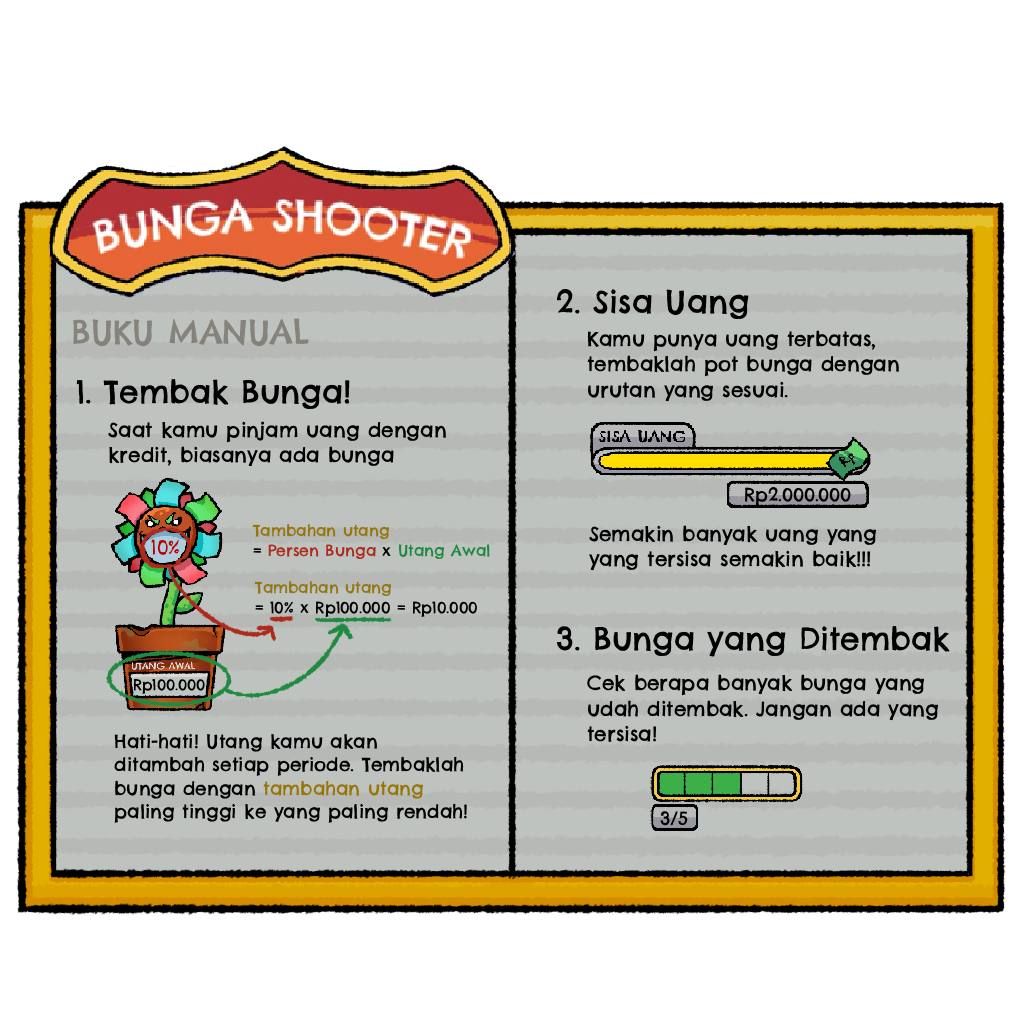 BUNGA SHOOTER
BUKU MANUAL
1. Tembak Bunga!
Saat kamu pinjam uang dengan
kredit, biasanya ada bunga
10%
Tambahan utang
= Persen Bunga x Utang Awal
Tambahan utang
= 10% x Rp100.000 = Rp10.000
UTANG AWAL
Rp100.000
Hati-hati! Utang kamu akan
ditambah setiap periode. Tembaklah
bunga dengan tambahan utang
paling tinggi ke yang paling rendah!
2. Sisa Uang
Kamu punya uang terbatas,
tembaklah pot bunga dengan
urutan yang sesuai.
SISA UANG
RP
Rp2.000.000
Semakin banyak uang yang
yang tersisa semakin baik!!!
3. Bunga yang Ditembak
Cek berapa banyak bunga yang
udah ditembak. Jangan ada yang
tersisa!
3/5